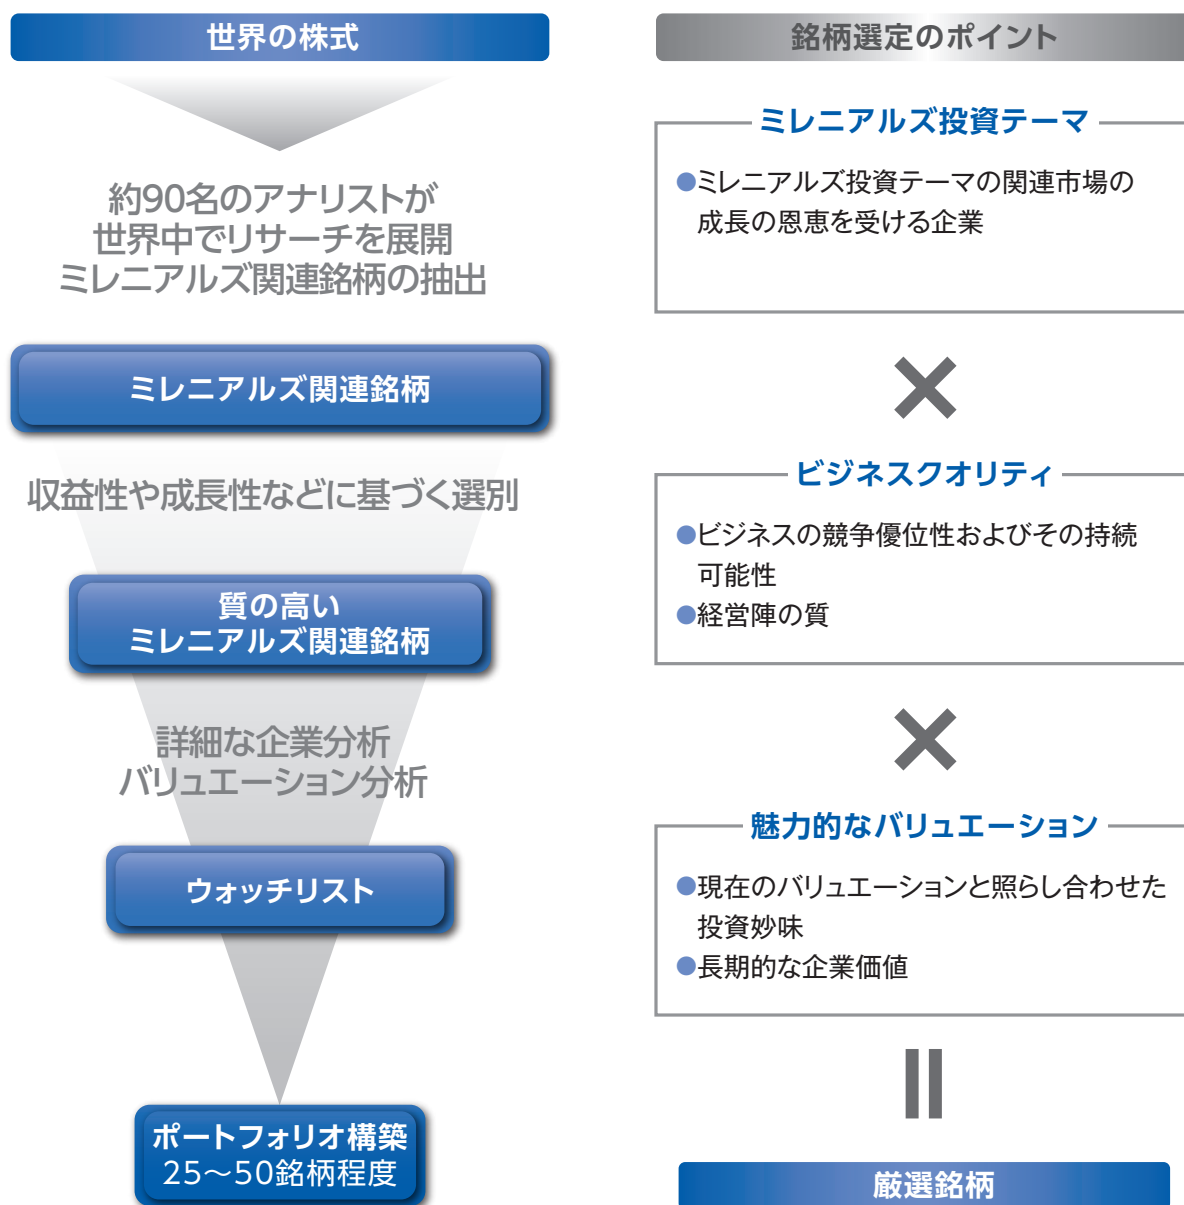 世界の株式
約90名のアナリストが
世界中でリサーチを展開
ミレニアルズ関連銘柄の抽出
ミレニアルズ関連銘柄
収益性や成長性などに基づく選別
質の高い
ミレニアルズ関連銘柄
詳細な企業分析
バリュエーション分析
ウォッチリスト
ポートフォリオ構築
25～50銘柄程度
銘柄選定のポイント
ミレニアルズ投資テーマ
●ミレニアルズ投資テーマの関連市場の
成長の恩恵を受ける企業
×
ビジネスクオリティ
●ビジネスの競争優位性およびその持続
可能性
●経営陣の質
×
魅力的なバリュエーション
●現在のバリュエーションと照らし合わせた
投資妙味
●長期的な企業価値
厳選銘柄